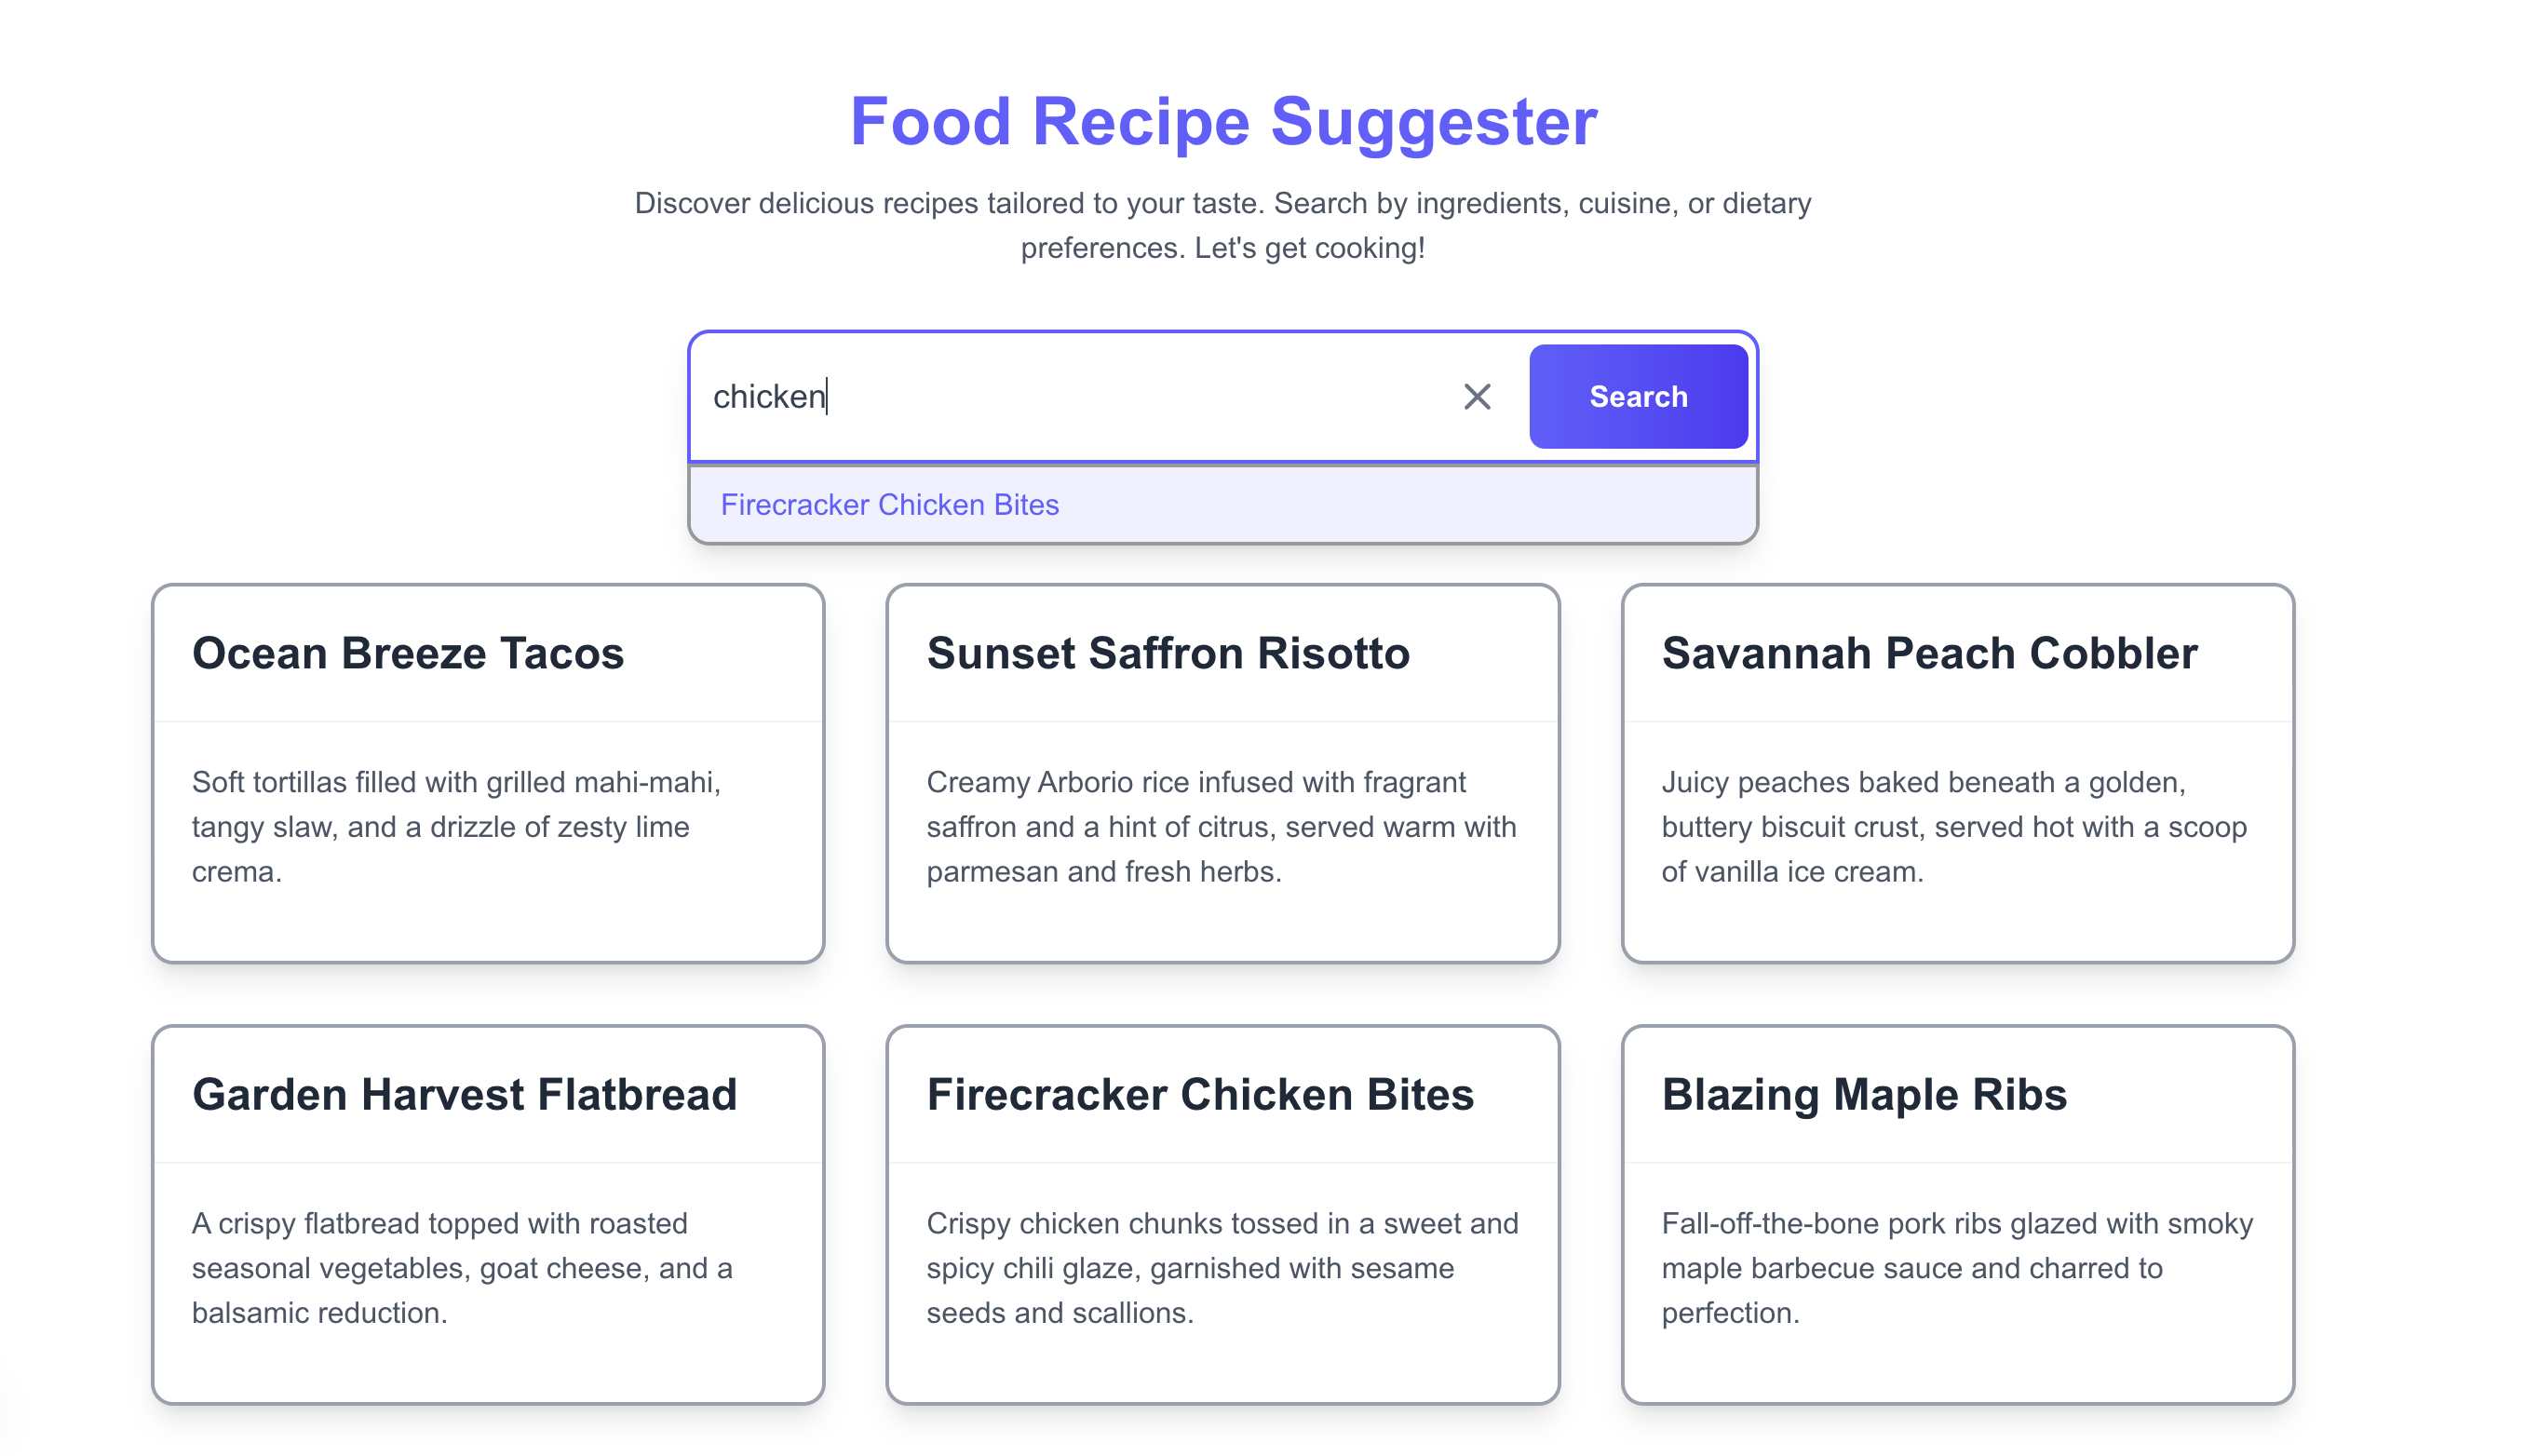 Food Recipe Suggester
Discover delicious recipes tailored to your taste. Search by ingredients, cuisine, or dietary
preferences. Let's get cooking!
chicken
Search
Firecracker Chicken Bites
Ocean Breeze Tacos
Soft tortillas filled with grilled mahi-mahi,
tangy slaw, and a drizzle of zesty lime
crema.
Sunset Saffron Risotto
Creamy Arborio rice infused with fragrant
saffron and a hint of citrus, served warm with
parmesan and fresh herbs.
Savannah Peach Cobbler
Juicy peaches baked beneath a golden,
buttery biscuit crust, served hot with a scoop
of vanilla ice cream.
Garden Harvest Flatbread
A crispy flatbread topped with roasted
seasonal vegetables, goat cheese, and a
balsamic reduction.
Firecracker Chicken Bites
Crispy chicken chunks tossed in a sweet and
spicy chili glaze, garnished with sesame
seeds and scallions.
Blazing Maple Ribs
Fall-off-the-bone pork ribs glazed with smoky
maple barbecue sauce and charred to
perfection.